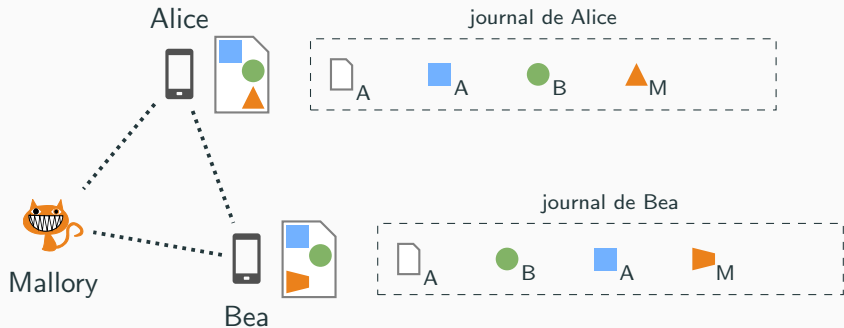 Alice
journal de Alice
A A B M
journal de Bea
A B A M
Mallory
Bea